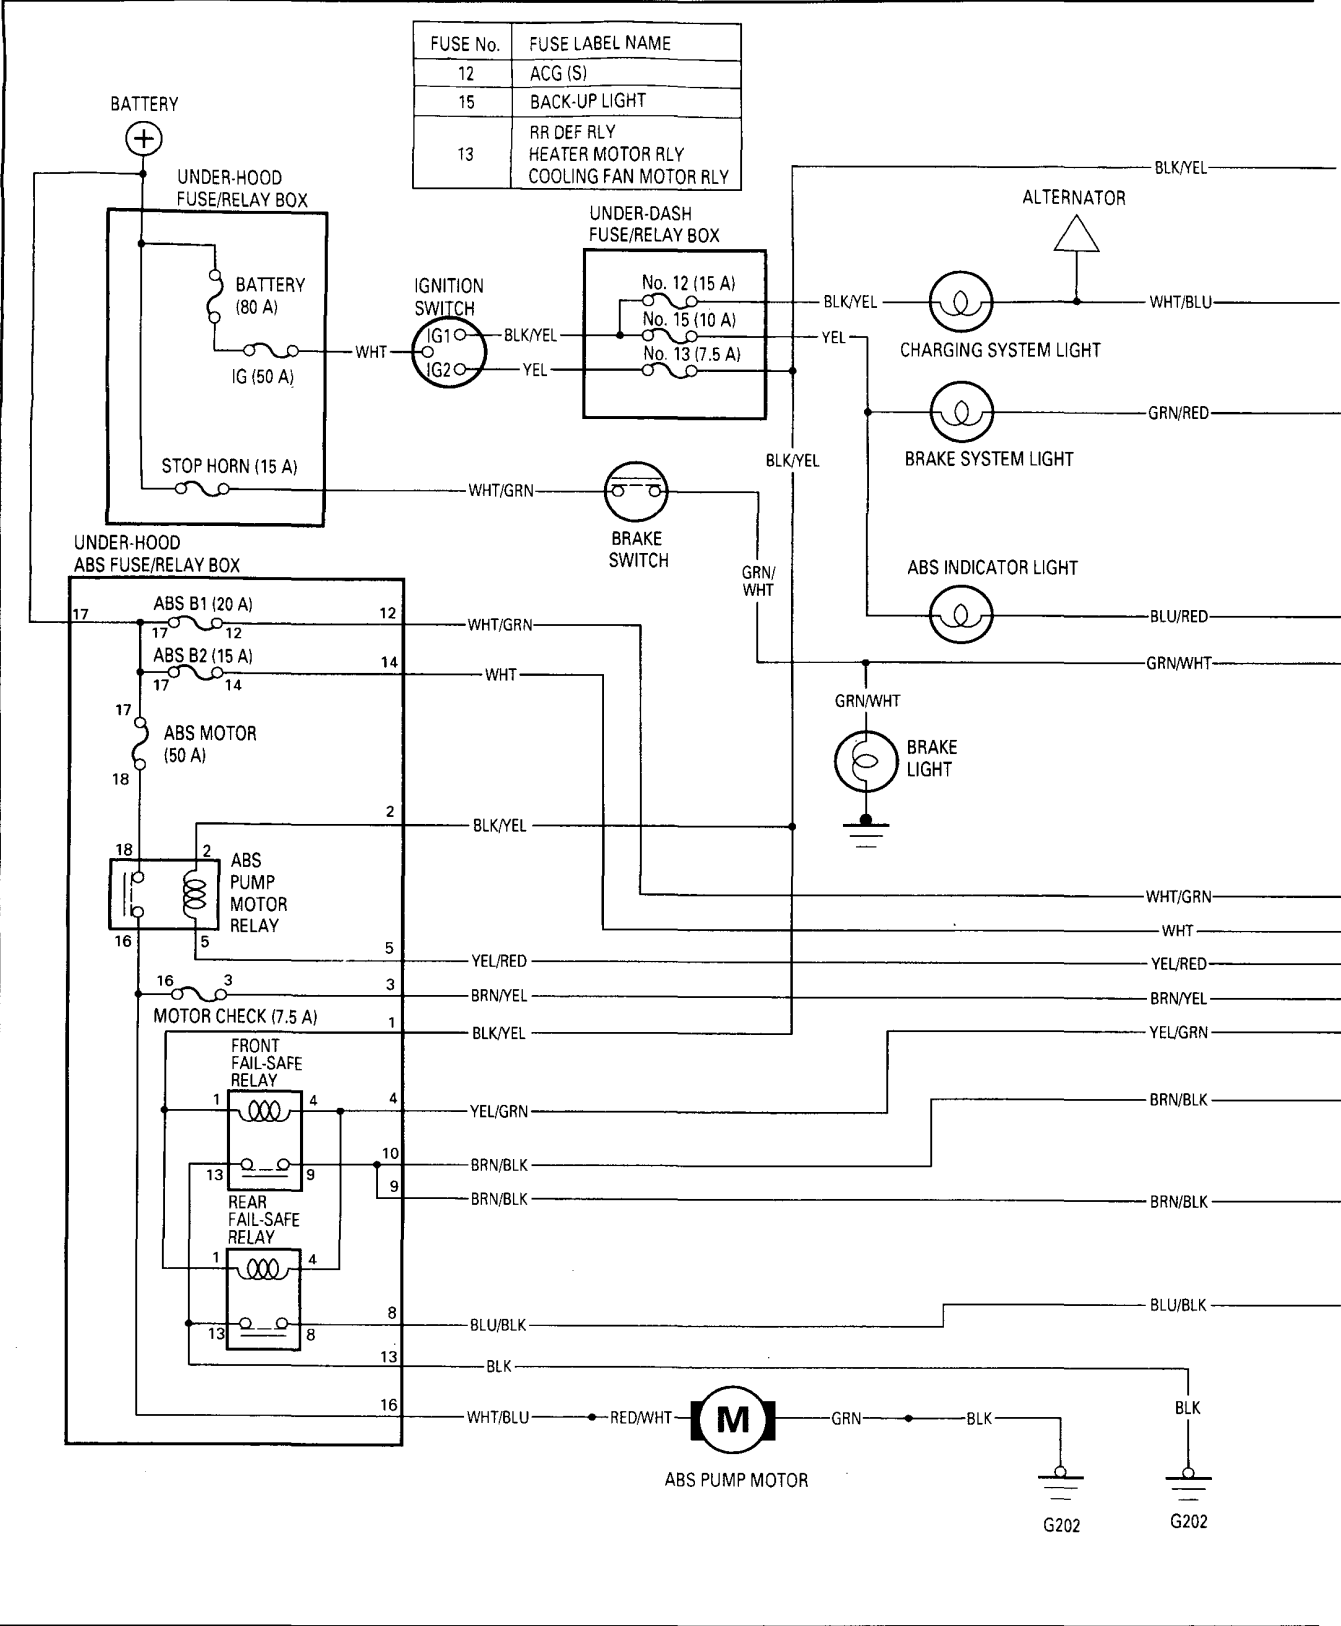 FUSE No. FUSE LABEL NAME
12 ACG (S)
15 BACK-UP LIGHT
13 RR DEF RLY
HEATER MOTOR RLY
COOLING FAN MOTOR RLY
BATTERY
+
UNDER-HOOD
FUSE/RELAY BOX
BATTERY
(80 A)
IG (50 A)
WHT
IGNITION
SWITCH
IG1
IG2
BLK/YEL
YEL
UNDER-DASH
FUSE/RELAY BOX
No. 12 (15 A)
No. 15 (10 A)
No. 13 (7.5 A)
BLK/YEL
ALTERNATOR
BLK/YEL
WHT/BLU
CHARGING SYSTEM LIGHT
YEL
GRN/RED
BRAKE SYSTEM LIGHT
BLK/YEL
STOP HORN (15 A)
WHT/GRN
BRAKE
SWITCH
GRN/
WHT
ABS INDICATOR LIGHT
BLU/RED
GRN/WHT
GRN/WHT
BRAKE
LIGHT
UNDER-HOOD
ABS FUSE/RELAY BOX
17
ABS B1 (20 A)
17 12
12
WHT/GRN
ABS B2 (15 A)
17 14
14
WHT
17
ABS MOTOR
(50 A)
18
2
BLK/YEL
18 2
ABS
PUMP
MOTOR
RELAY
16 5
WHT/GRN
WHT
5
YEL/RED
YEL/RED
16 3
3
BRN/YEL
BRN/YEL
MOTOR CHECK (7.5 A)
1
BLK/YEL
YEL/GRN
FRONT
FAIL-SAFE
RELAY
1 4
4
YEL/GRN
BRN/BLK
13 9
10
BRN/BLK
9
BRN/BLK
BRN/BLK
REAR
FAIL-SAFE
RELAY
1 4
13 8
8
BLU/BLK
BLU/BLK
13
BLK
BLK
16
WHT/BLU
RED/WHT
M
GRN
BLK
ABS PUMP MOTOR
G202
G202